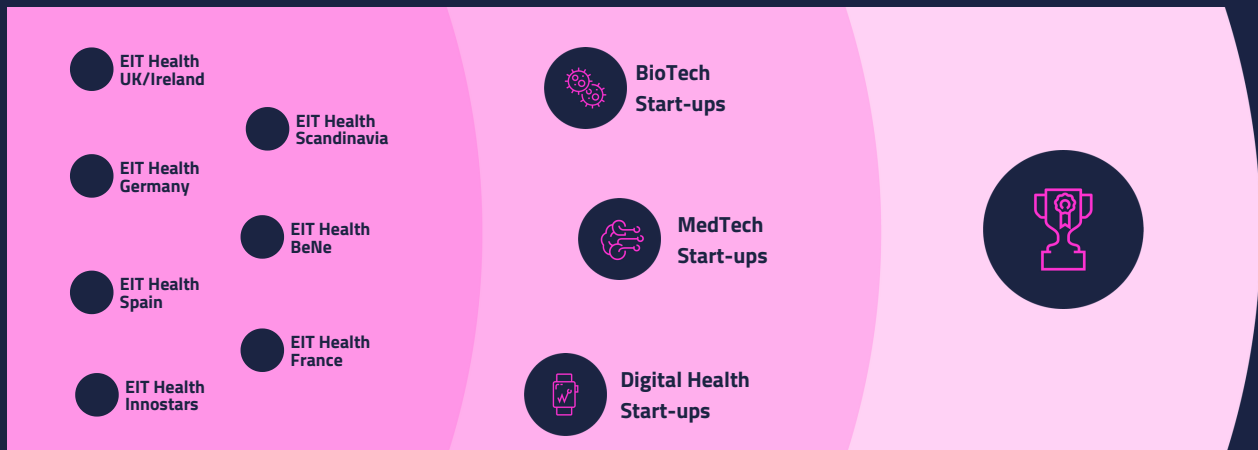 EIT Health
UK/Ireland
EIT Health
Scandinavia
EIT Health
Germany
EIT Health
BeNe
EIT Health
Spain
EIT Health
France
EIT Health
Innostars
BioTech
Start-ups
MedTech
Start-ups
Digital Health
Start-ups